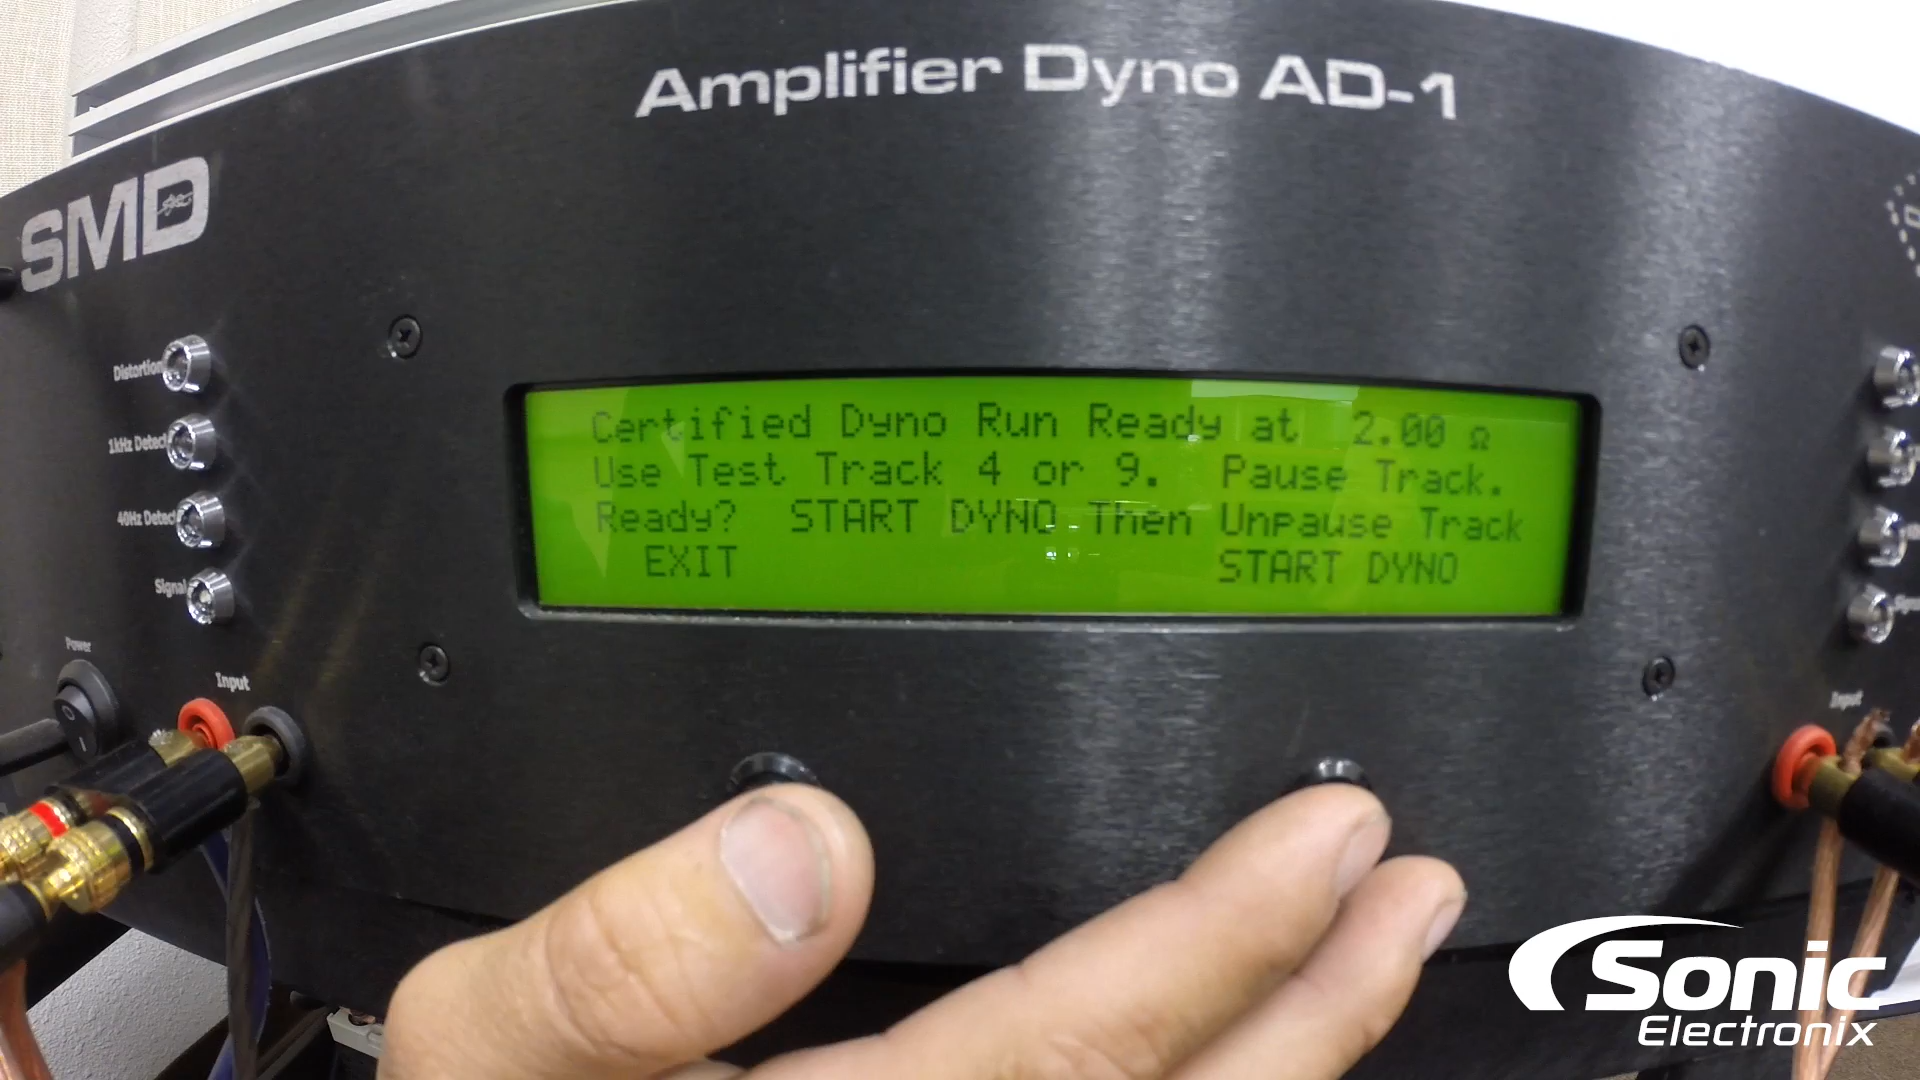 Amplifier Dyno AD-1
SMD
Distortion
1kHz Detect
40Hz Detect
Signal
Power
Input
Certified Dyno Run Ready at 2.00 Ω
Use Test Track 4 or 9. Pause Track.
Ready? START DYNO Then Unpause Track
EXIT START DYNO
Input
Sonic
Electronix